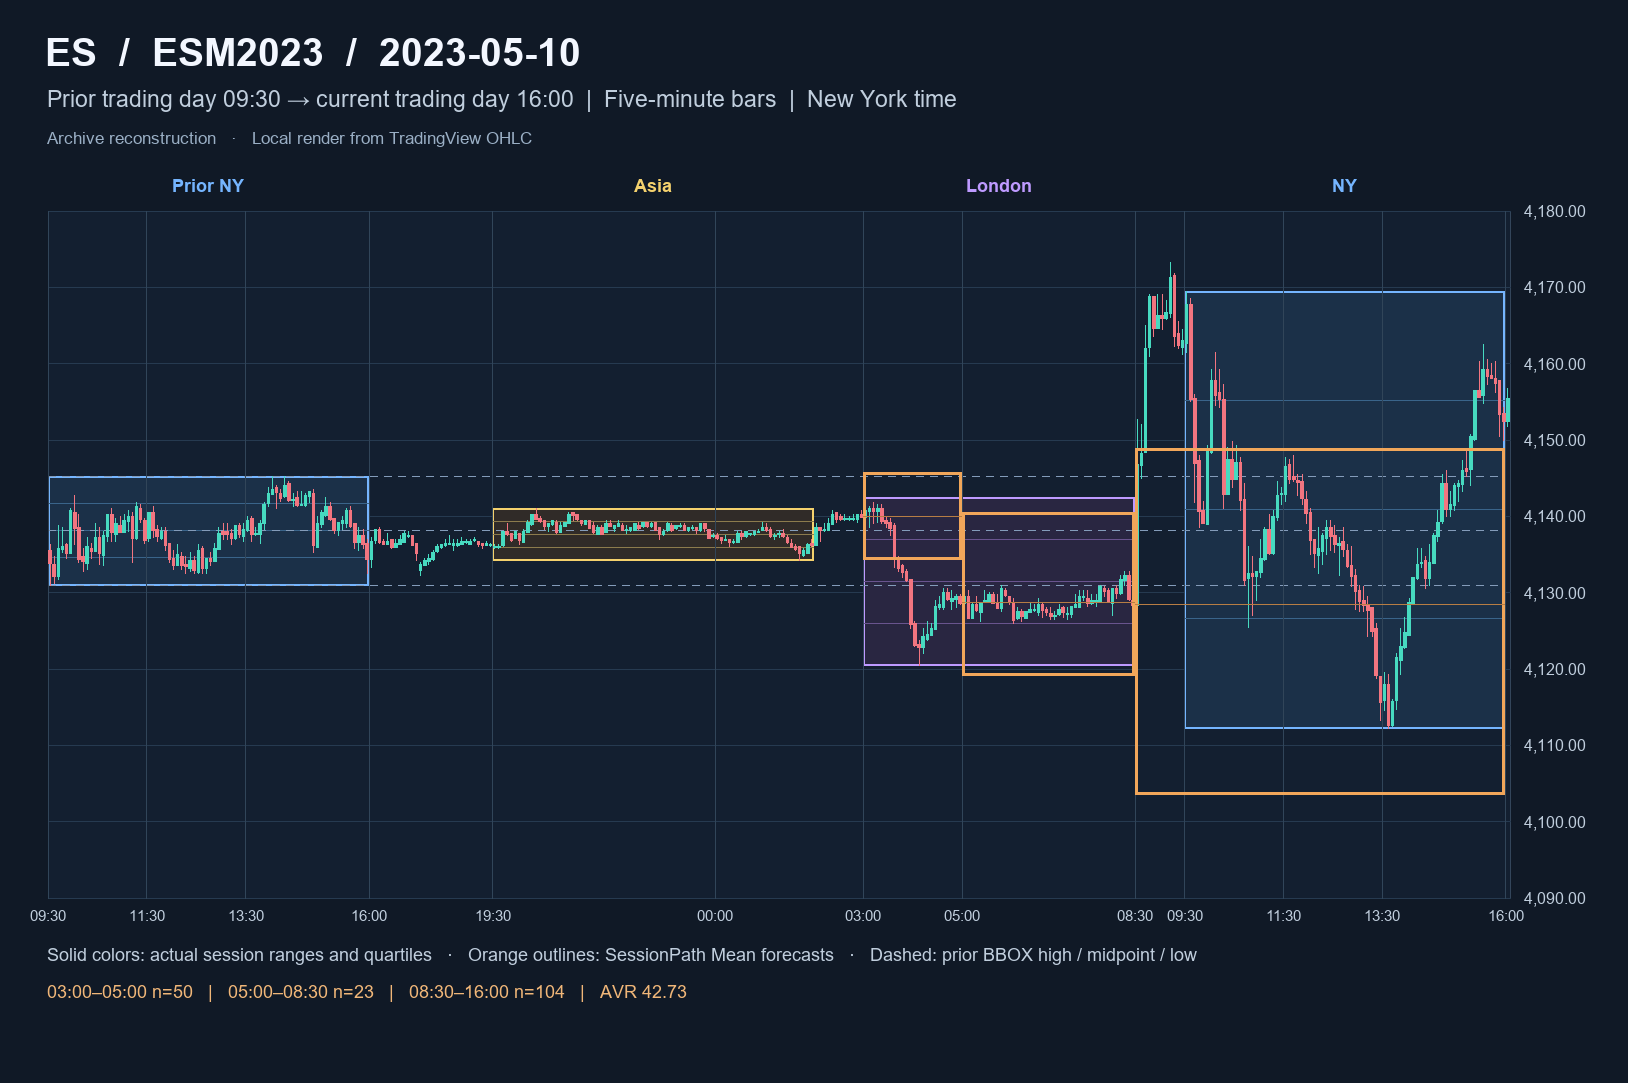 ES / ESM2023 / 2023-05-10
Prior trading day 09:30 → current trading day 16:00 | Five-minute bars | New York time
Archive reconstruction · Local render from TradingView OHLC
Prior NY Asia London NY
4,180.00
4,170.00
4,160.00
4,150.00
4,140.00
4,130.00
4,120.00
4,110.00
4,100.00
4,090.00
09:30 11:30 13:30 16:00 19:30 00:00 03:00 05:00 08:30 09:30 11:30 13:30 16:00
Solid colors: actual session ranges and quartiles · Orange outlines: SessionPath Mean forecasts · Dashed: prior BBOX high / midpoint / low
03:00–05:00 n=50 | 05:00–08:30 n=23 | 08:30–16:00 n=104 | AVR 42.73